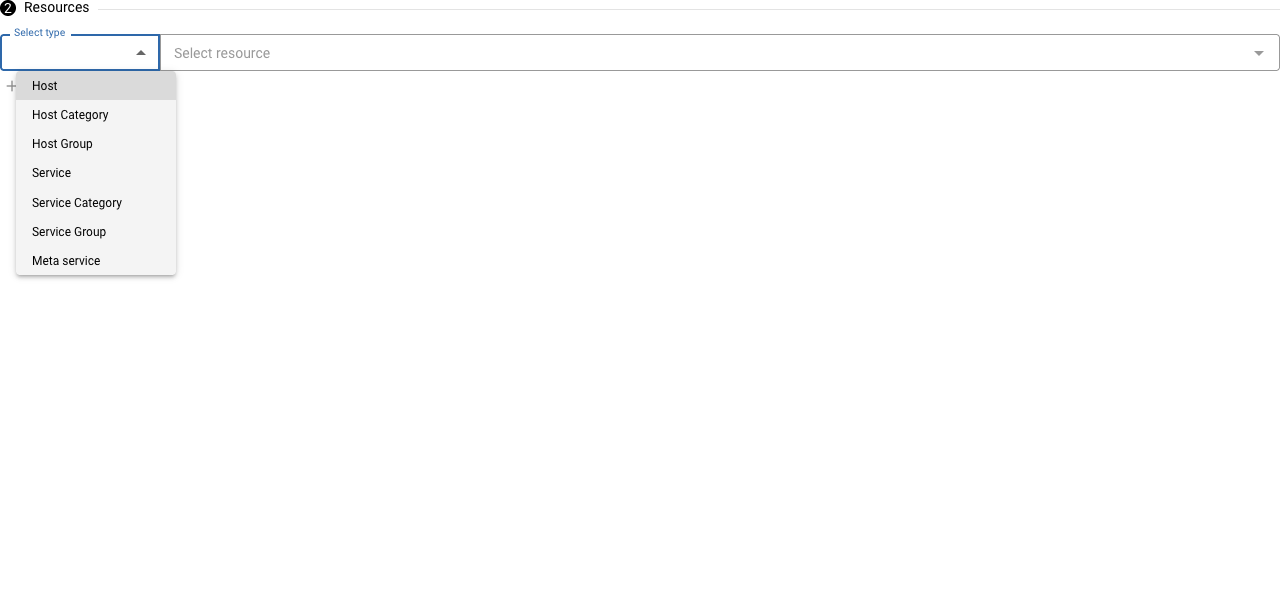 2 Resources
Select type
Select resource
Host
Host Category
Host Group
Service
Service Category
Service Group
Meta service